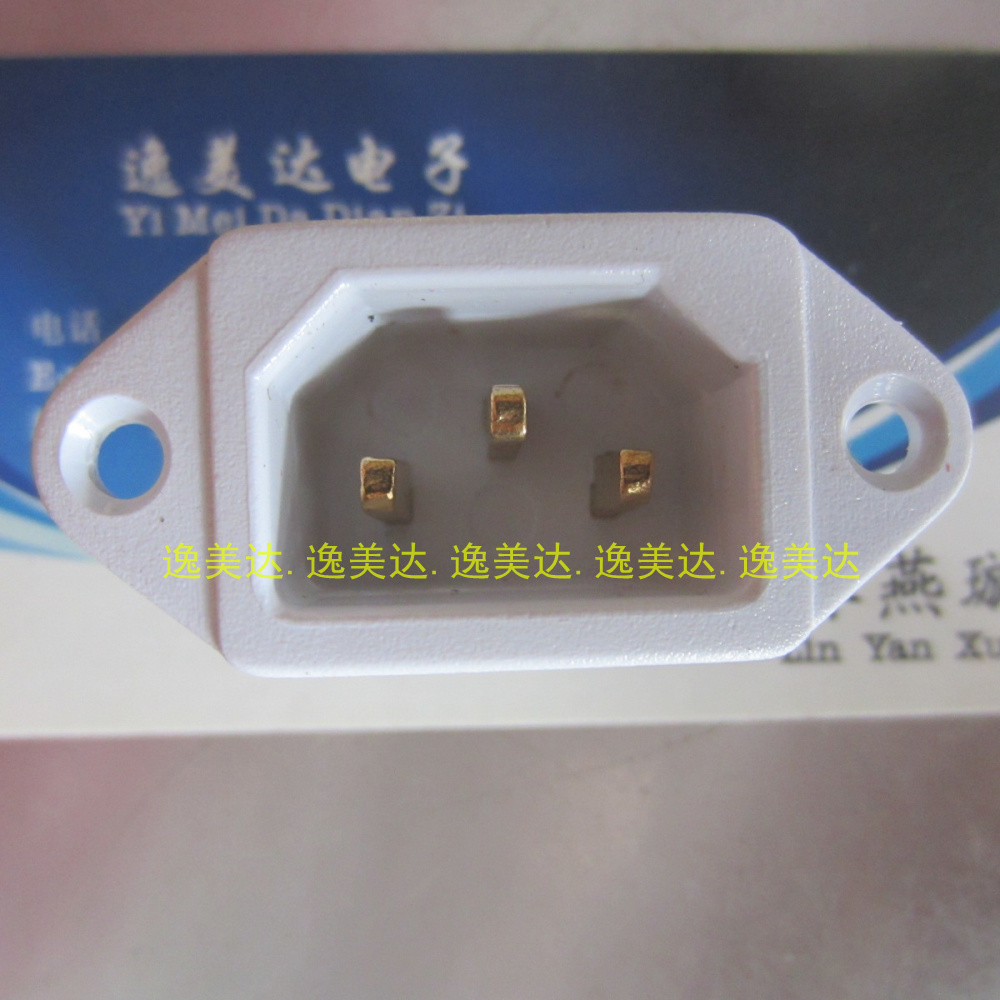 逸美达电子
Yi Mei Da Dian Zi
电话
逸美达.逸美达.逸美达.逸美达.逸美达
燕
Lin Yan Xu